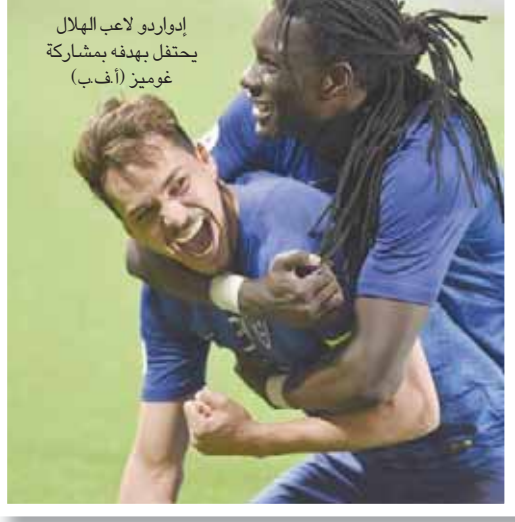 إدواردو لاعب الهلال
يحتفل بهدفه بمشاركة
غوميز (أ.ف.ب)